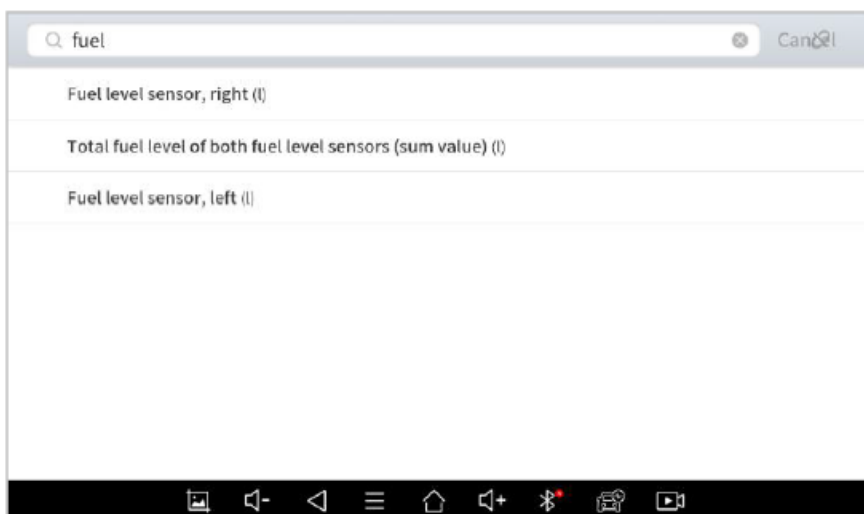 fuel
Cancel
Fuel level sensor, right (l)
Total fuel level of both fuel level sensors (sum value) (l)
Fuel level sensor, left (l)